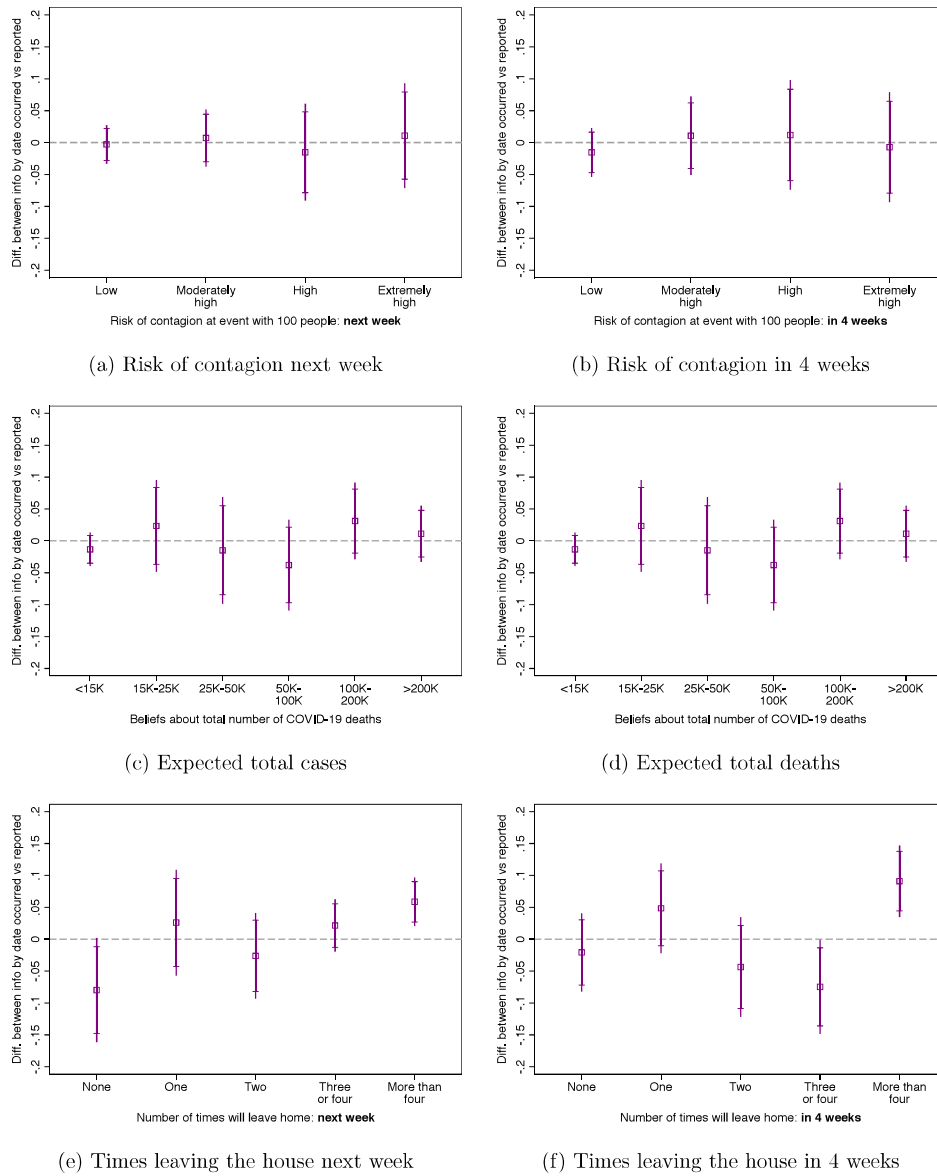 Diff. between info by date occurred vs reported
.2
.15
.1
.05
0
-.05
-.1
-.15
-.2
Low
Moderately
high
High
Extremely
high
Risk of contagion at event with 100 people: next week
(a) Risk of contagion next week
Diff. between info by date occurred vs reported
.2
.15
.1
.05
0
-.05
-.1
-.15
-.2
Low
Moderately
high
High
Extremely
high
Risk of contagion at event with 100 people: in 4 weeks
(b) Risk of contagion in 4 weeks
Diff. between info by date occurred vs reported
.2
.15
.1
.05
0
-.05
-.1
-.15
-.2
<15K
15K-25K
25K-50K
50K-
100K
100K-
200K
>200K
Beliefs about total number of COVID-19 deaths
(c) Expected total cases
Diff. between info by date occurred vs reported
.2
.15
.1
.05
0
-.05
-.1
-.15
-.2
<15K
15K-25K
25K-50K
50K-
100K
100K-
200K
>200K
Beliefs about total number of COVID-19 deaths
(d) Expected total deaths
Diff. between info by date occurred vs reported
.2
.15
.1
.05
0
-.05
-.1
-.15
-.2
None
One
Two
Three
or four
More than
four
Number of times will leave home: next week
(e) Times leaving the house next week
Diff. between info by date occurred vs reported
.2
.15
.1
.05
0
-.05
-.1
-.15
-.2
None
One
Two
Three
or four
More than
four
Number of times will leave home: in 4 weeks
(f) Times leaving the house in 4 weeks